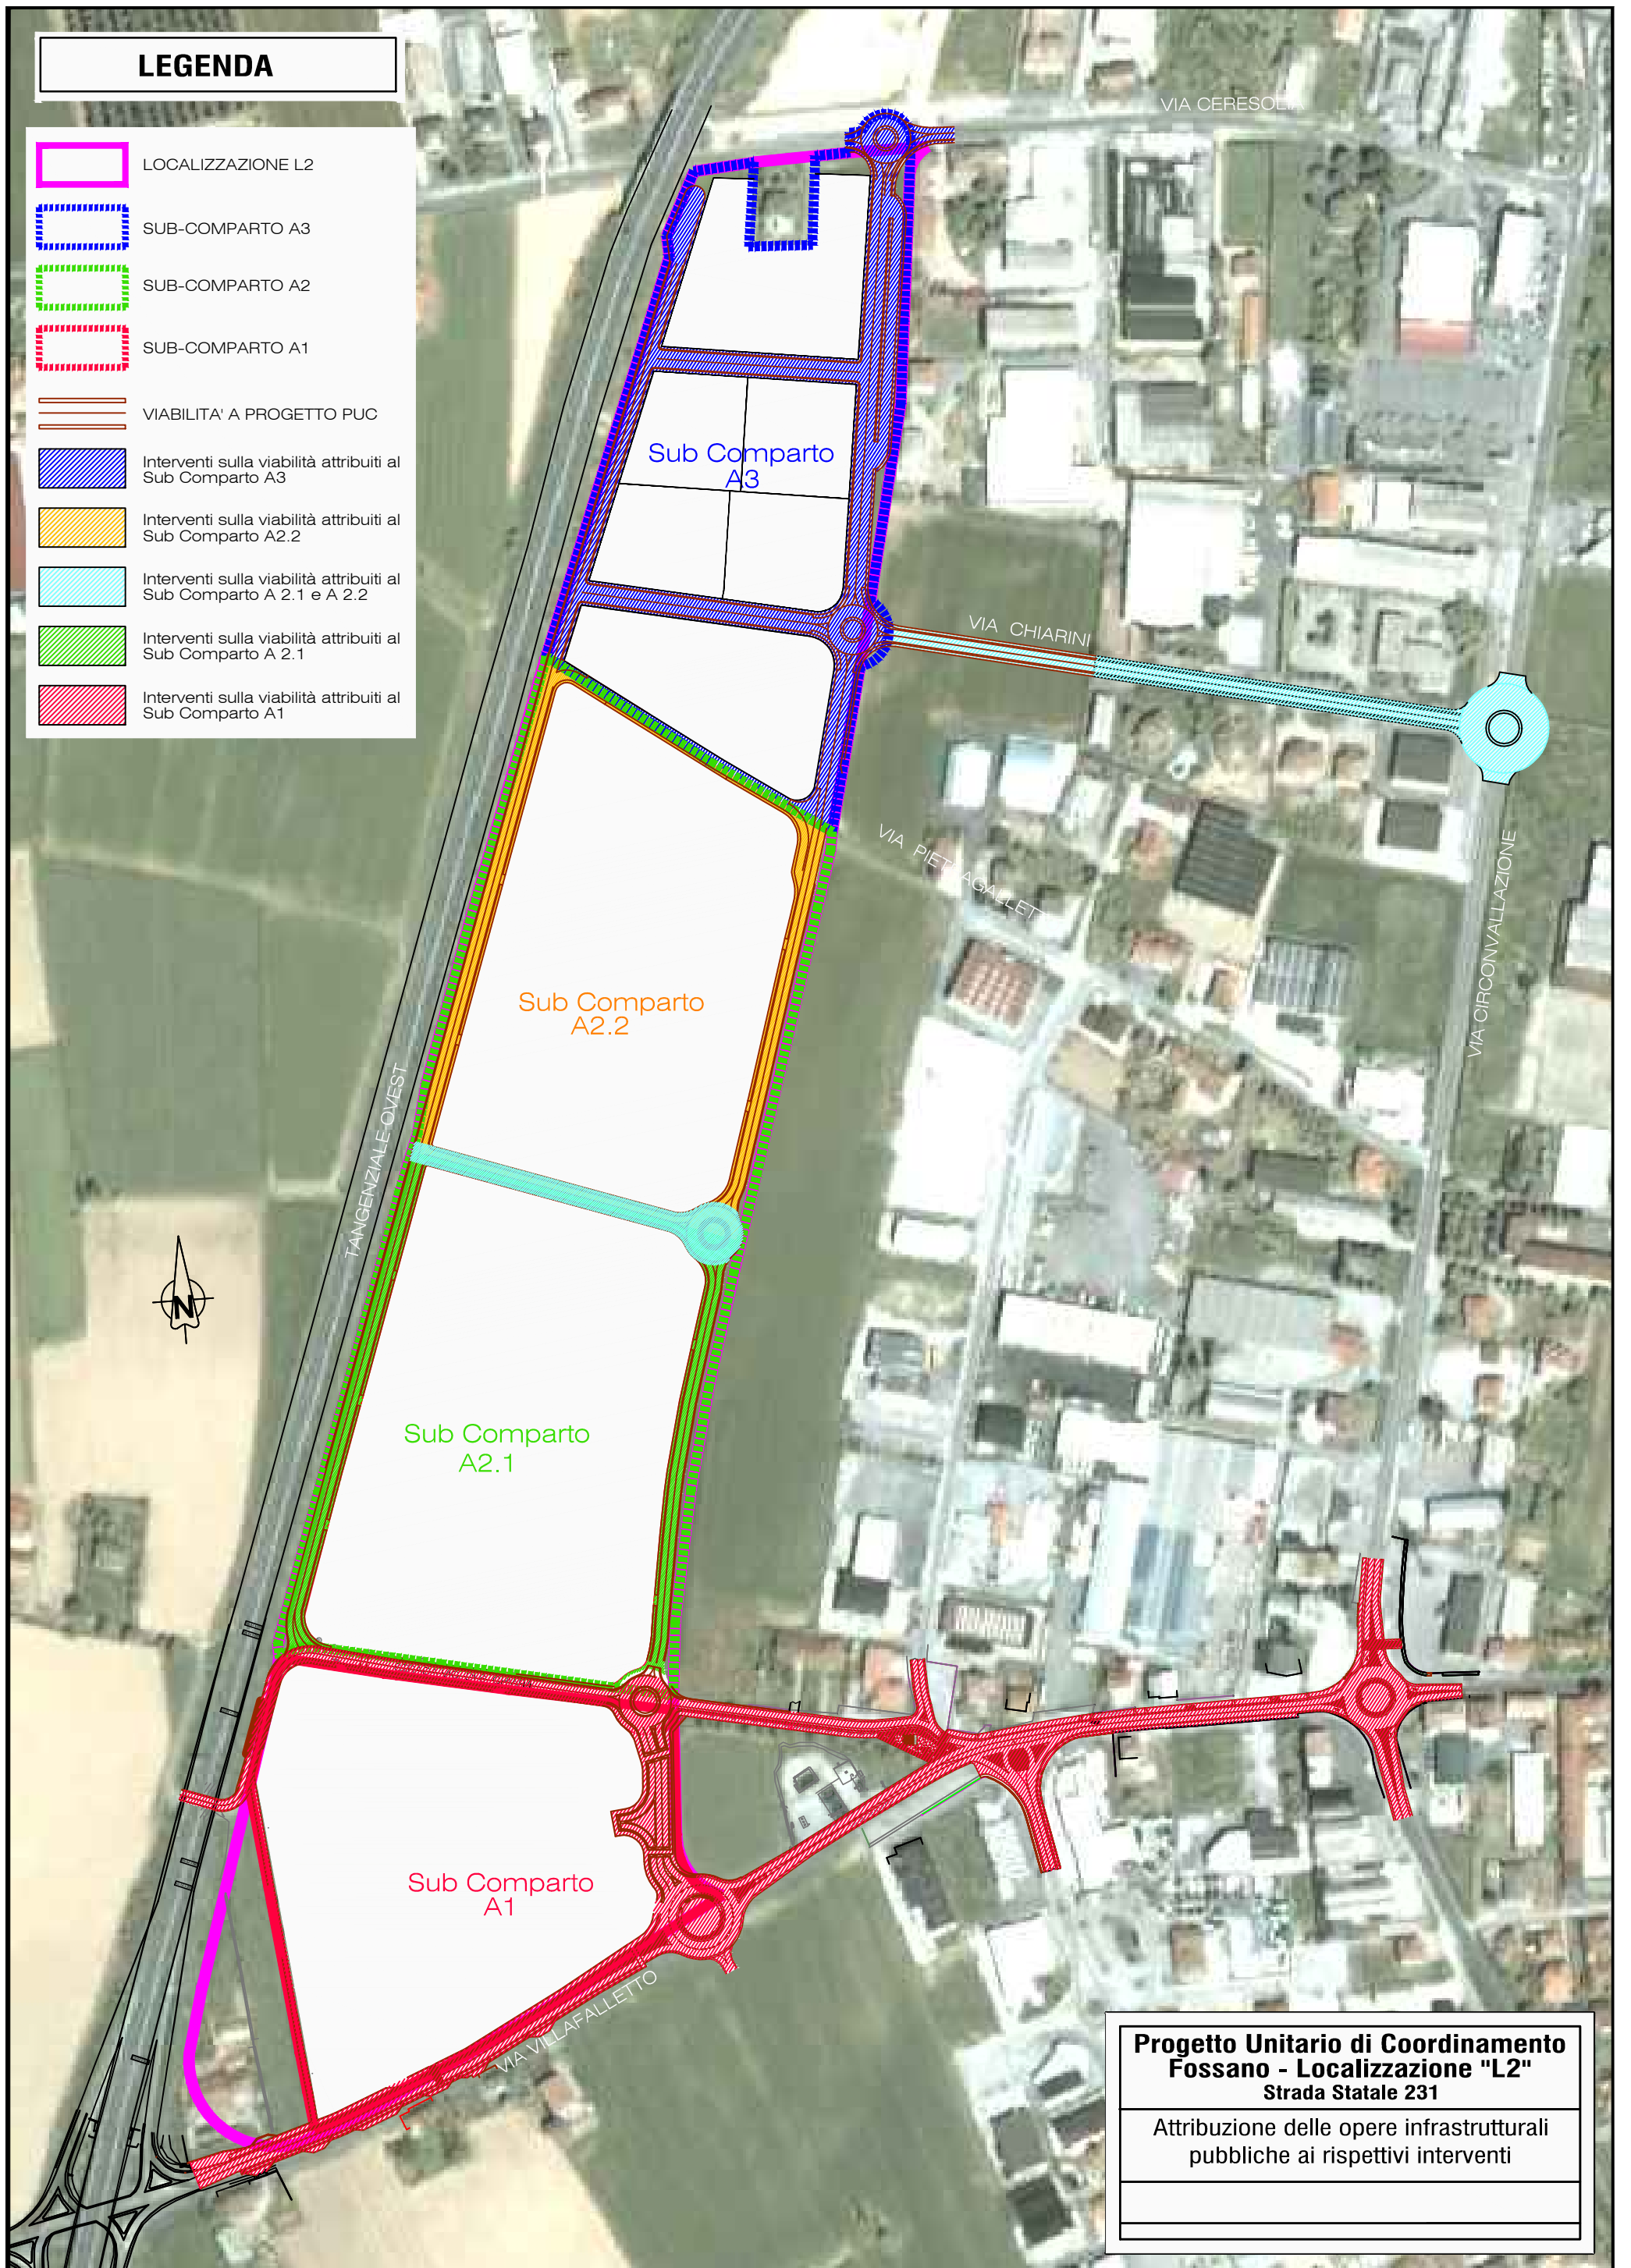 LEGENDA
LOCALIZZAZIONE L2
SUB-COMPARTO A3
SUB-COMPARTO A2
SUB-COMPARTO A1
VIABILITA' A PROGETTO PUC
Interventi sulla viabilità attribuiti al
Sub Comparto A3
Interventi sulla viabilità attribuiti al
Sub Comparto A2.2
Interventi sulla viabilità attribuiti al
Sub Comparto A 2.1 e A 2.2
Interventi sulla viabilità attribuiti al
Sub Comparto A 2.1
Interventi sulla viabilità attribuiti al
Sub Comparto A1
VIA CERESOLE
Sub Comparto
A3
VIA CHIARINI
VIA
VIA CIRCONVALLAZIONE
Sub Comparto
A2.2
TANGENZIALE OVEST
N
Sub Comparto
A2.1
Sub Comparto
A1
VIA VILLAFALLETTO
Progetto Unitario di Coordinamento
Fossano - Localizzazione "L2"
Strada Statale 231
Attribuzione delle opere infrastrutturali
pubbliche ai rispettivi interventi